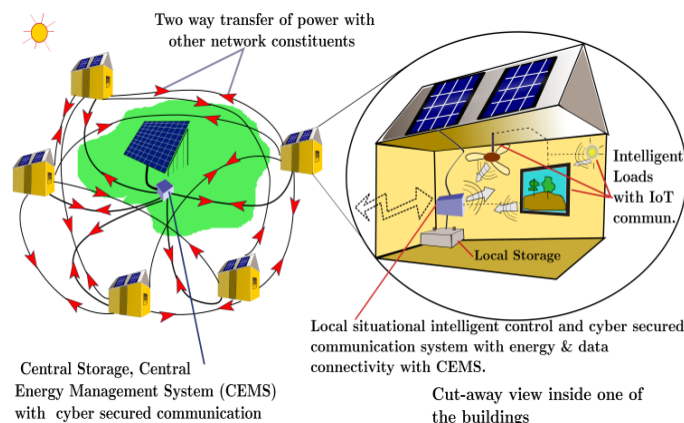 Two way transfer of power with
other network constituents
Intelligent
Loads
with IoT
commun.
Local Storage
Local situational intelligent control and cyber secured
communication system with energy & data
connectivity with CEMS.
Central Storage, Central
Energy Management System (CEMS)
with cyber secured communication
Cut-away view inside one of
the buildings